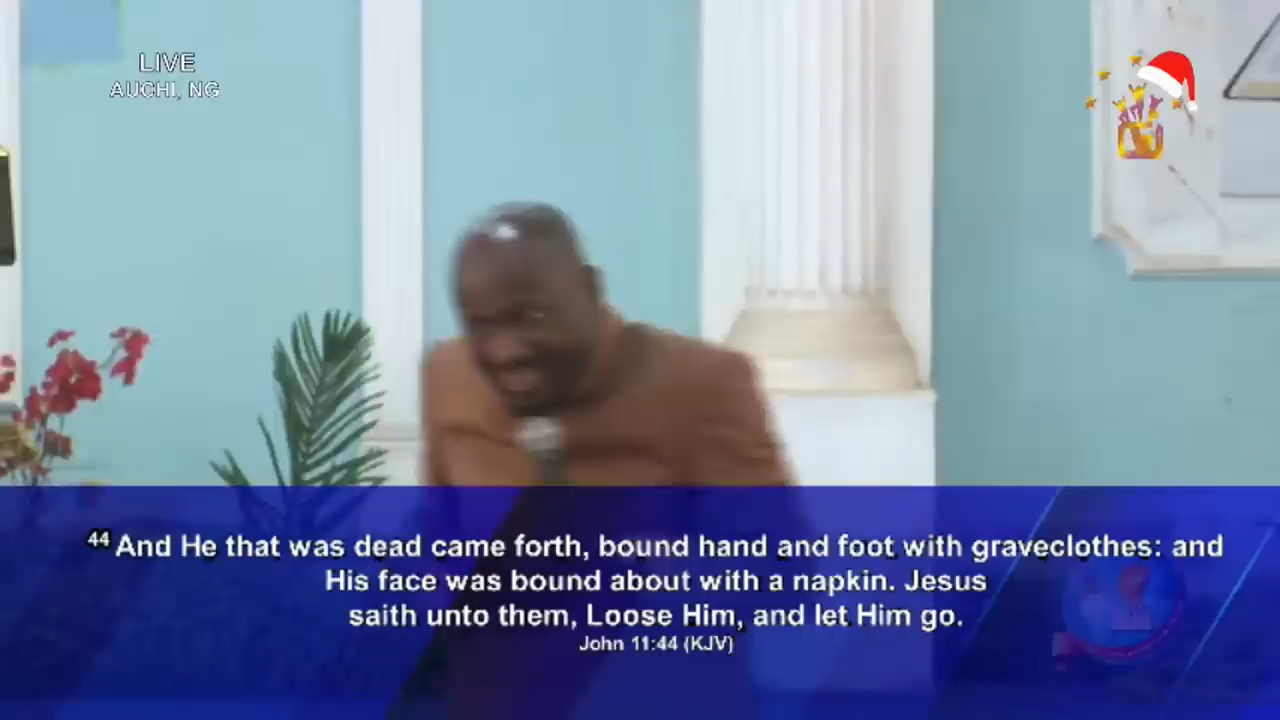 LIVE
AUCHI, NG
44 And He that was dead came forth, bound hand and foot with graveclothes: and
His face was bound about with a napkin. Jesus
saith unto them, Loose Him, and let Him go.
John 11:44 (KJV)